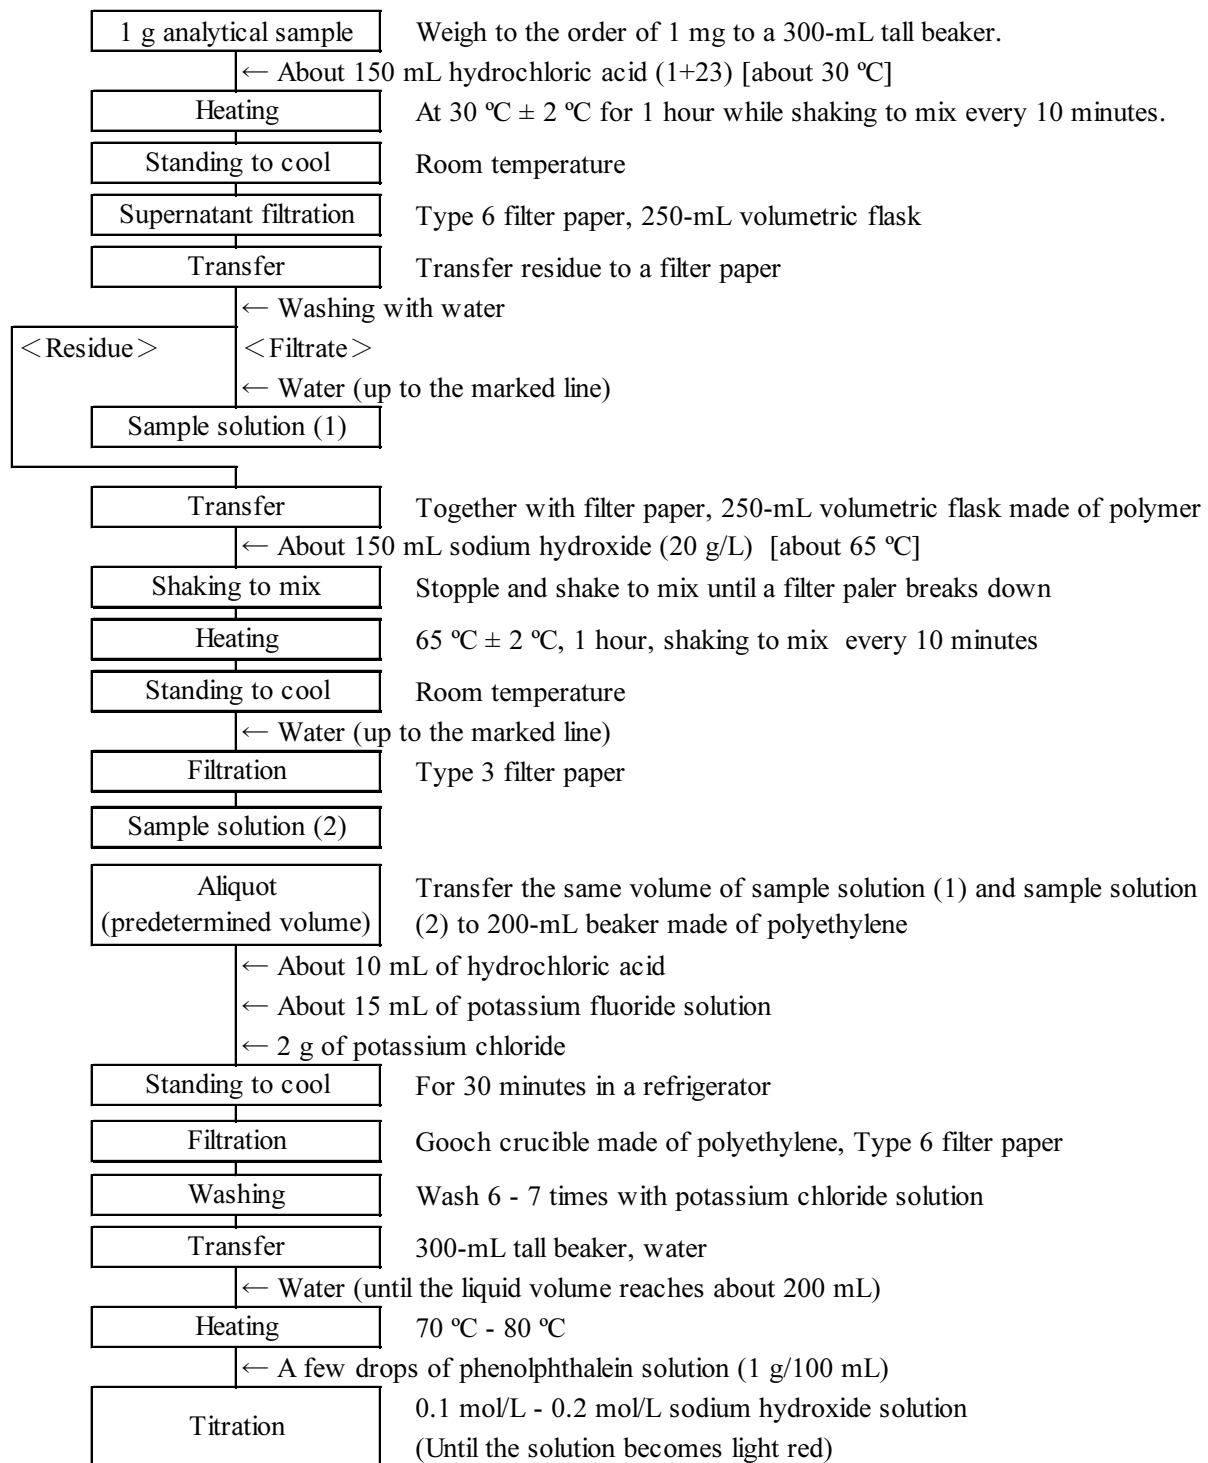 1 g analytical sample Weigh to the order of 1 mg to a 300-mL tall beaker.
← About 150 mL hydrochloric acid (1+23) [about 30 ºC]
Heating At 30 ºC ± 2 ºC for 1 hour while shaking to mix every 10 minutes.
Standing to cool Room temperature
Supernatant filtration Type 6 filter paper, 250-mL volumetric flask
Transfer Transfer residue to a filter paper
← Washing with water
<Residue> <Filtrate>
← Water (up to the marked line)
Sample solution (1)
Transfer Together with filter paper, 250-mL volumetric flask made of polymer
← About 150 mL sodium hydroxide (20 g/L) [about 65 ºC]
Shaking to mix Stopple and shake to mix until a filter paler breaks down
Heating 65 ºC ± 2 ºC, 1 hour, shaking to mix every 10 minutes
Standing to cool Room temperature
← Water (up to the marked line)
Filtration Type 3 filter paper
Sample solution (2)
Aliquot Transfer the same volume of sample solution (1) and sample solution
(predetermined volume) (2) to 200-mL beaker made of polyethylene
← About 10 mL of hydrochloric acid
← About 15 mL of potassium fluoride solution
← 2 g of potassium chloride
Standing to cool For 30 minutes in a refrigerator
Filtration Gooch crucible made of polyethylene, Type 6 filter paper
Washing Wash 6 - 7 times with potassium chloride solution
Transfer 300-mL tall beaker, water
← Water (until the liquid volume reaches about 200 mL)
Heating 70 ºC - 80 ºC
← A few drops of phenolphthalein solution (1 g/100 mL)
Titration 0.1 mol/L - 0.2 mol/L sodium hydroxide solution
(Until the solution becomes light red)